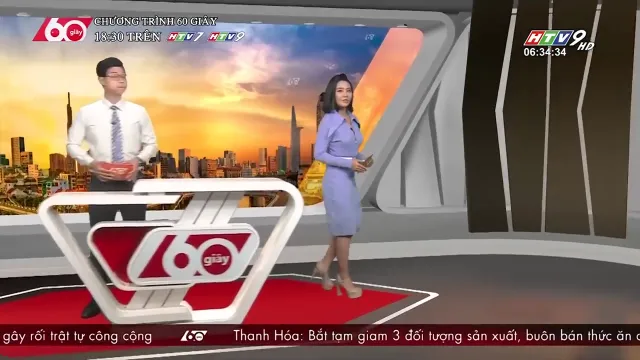 60 giây
CHƯƠNG TRÌNH 60 GIÂY
18:30 TRÊN HTV7 HTV9
HTV9 HD
06:34:34
60 giây
gây rối trật tự công cộng 60 Thanh Hóa: Bắt tạm giam 3 đối tượng sản xuất, buôn bán thức ăn